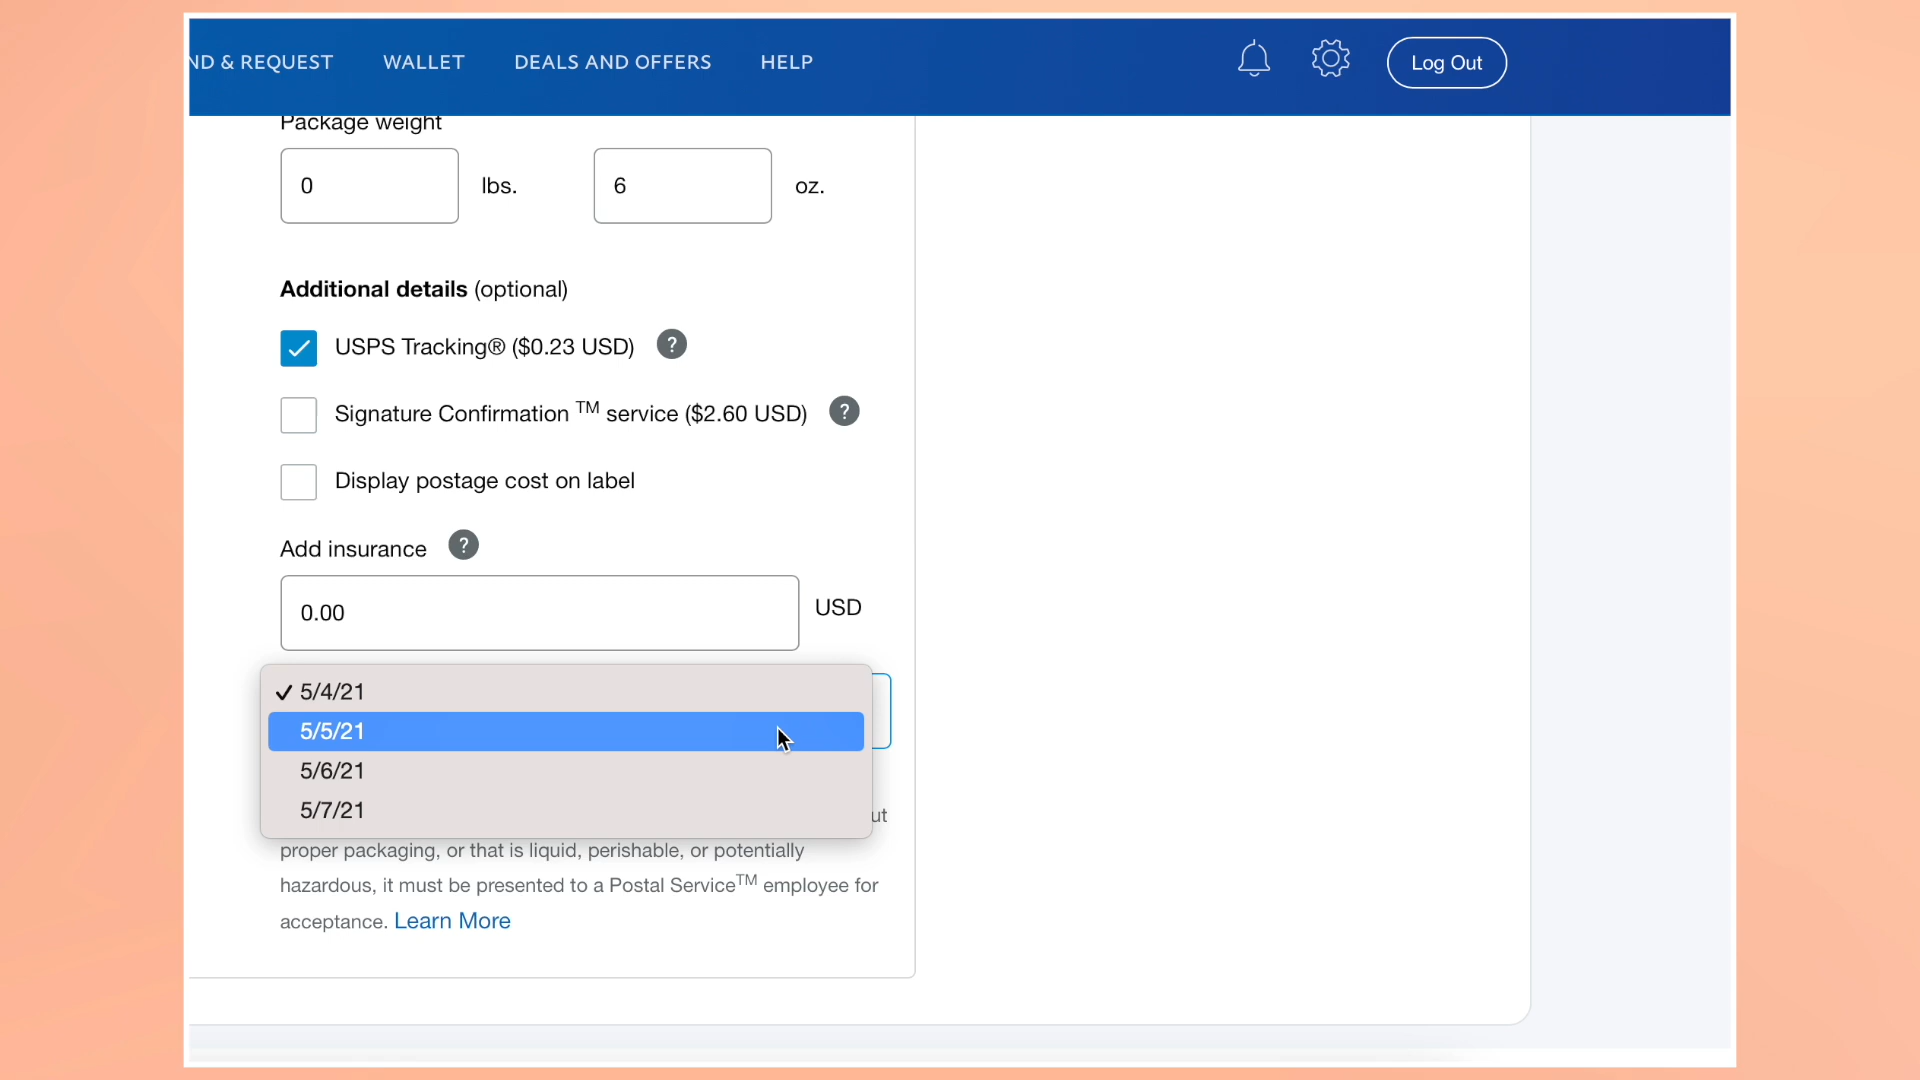 ND & REQUEST WALLET DEALS AND OFFERS HELP Log Out
Package weight
0 lbs. 6 oz.
Additional details (optional)
USPS Tracking® ($0.23 USD) ?
Signature Confirmation TM service ($2.60 USD) ?
Display postage cost on label
Add insurance ?
0.00 USD
✓ 5/4/21
5/5/21
5/6/21
5/7/21
ut
proper packaging, or that is liquid, perishable, or potentially
hazardous, it must be presented to a Postal Service™ employee for
acceptance. Learn More